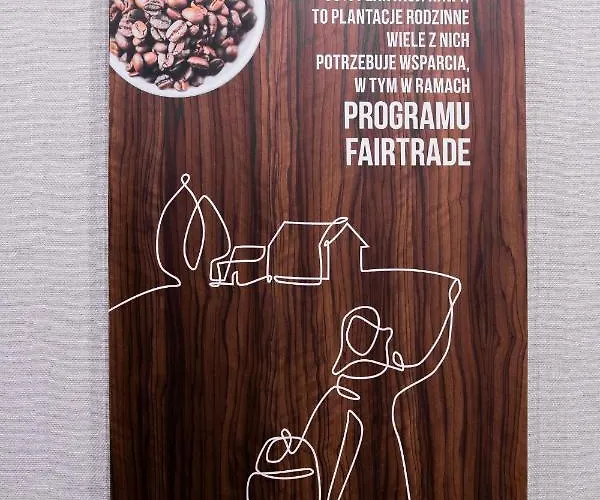 TO PLANTACJE RODZINNE
WIELE Z NICH
POTRZEBUJE WSPARCIA,
W TYM W RAMACH
PROGRAMU
FAIRTRADE